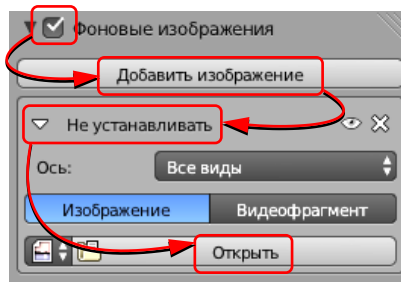 Фоновые изображения
Добавить изображение
Не устанавливать
Ось: Все виды
Изображение Видеофрагмент
Открыть